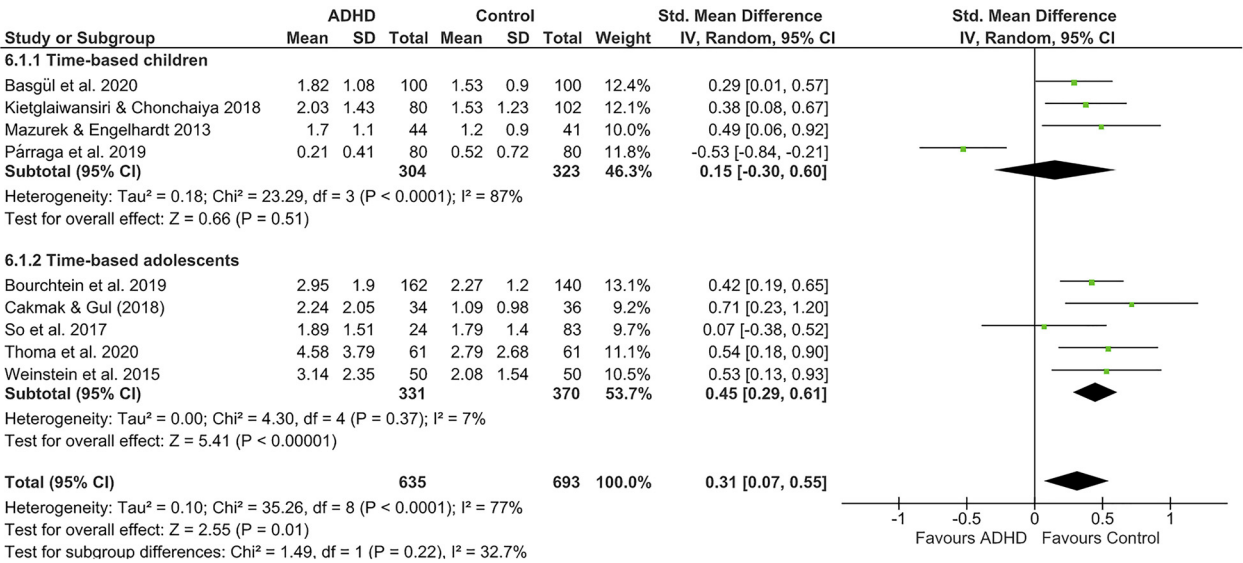 ADHD Control Std. Mean Difference Std. Mean Difference
Study or Subgroup Mean SD Total Mean SD Total Weight IV, Random, 95% CI IV, Random, 95% CI
6.1.1 Time-based children
Basgül et al. 2020 1.82 1.08 100 1.53 0.9 100 12.4% 0.29 [0.01, 0.57]
Kietglaiwansiri & Chonchaiya 2018 2.03 1.43 80 1.53 1.23 102 12.1% 0.38 [0.08, 0.67]
Mazurek & Engelhardt 2013 1.7 1.1 44 1.2 0.9 41 10.0% 0.49 [0.06, 0.92]
Párraga et al. 2019 0.21 0.41 80 0.52 0.72 80 11.8% -0.53 [-0.84, -0.21]
Subtotal (95% CI) 304 323 46.3% 0.15 [-0.30, 0.60]
Heterogeneity: Tau² = 0.18; Chi² = 23.29, df = 3 (P < 0.0001); I² = 87%
Test for overall effect: Z = 0.66 (P = 0.51)
6.1.2 Time-based adolescents
Bourchtein et al. 2019 2.95 1.9 162 2.27 1.2 140 13.1% 0.42 [0.19, 0.65]
Cakmak & Gul (2018) 2.24 2.05 34 1.09 0.98 36 9.2% 0.71 [0.23, 1.20]
So et al. 2017 1.89 1.51 24 1.79 1.4 83 9.7% 0.07 [-0.38, 0.52]
Thoma et al. 2020 4.58 3.79 61 2.79 2.68 61 11.1% 0.54 [0.18, 0.90]
Weinstein et al. 2015 3.14 2.35 50 2.08 1.54 50 10.5% 0.53 [0.13, 0.93]
Subtotal (95% CI) 331 370 53.7% 0.45 [0.29, 0.61]
Heterogeneity: Tau² = 0.00; Chi² = 4.30, df = 4 (P = 0.37); I² = 7%
Test for overall effect: Z = 5.41 (P < 0.00001)
Total (95% CI) 635 693 100.0% 0.31 [0.07, 0.55]
Heterogeneity: Tau² = 0.10; Chi² = 35.26, df = 8 (P < 0.0001); I² = 77%
Test for overall effect: Z = 2.55 (P = 0.01)
Test for subgroup differences: Chi² = 1.49, df = 1 (P = 0.22), I² = 32.7%
-1 -0.5 0 0.5 1
Favours ADHD Favours Control